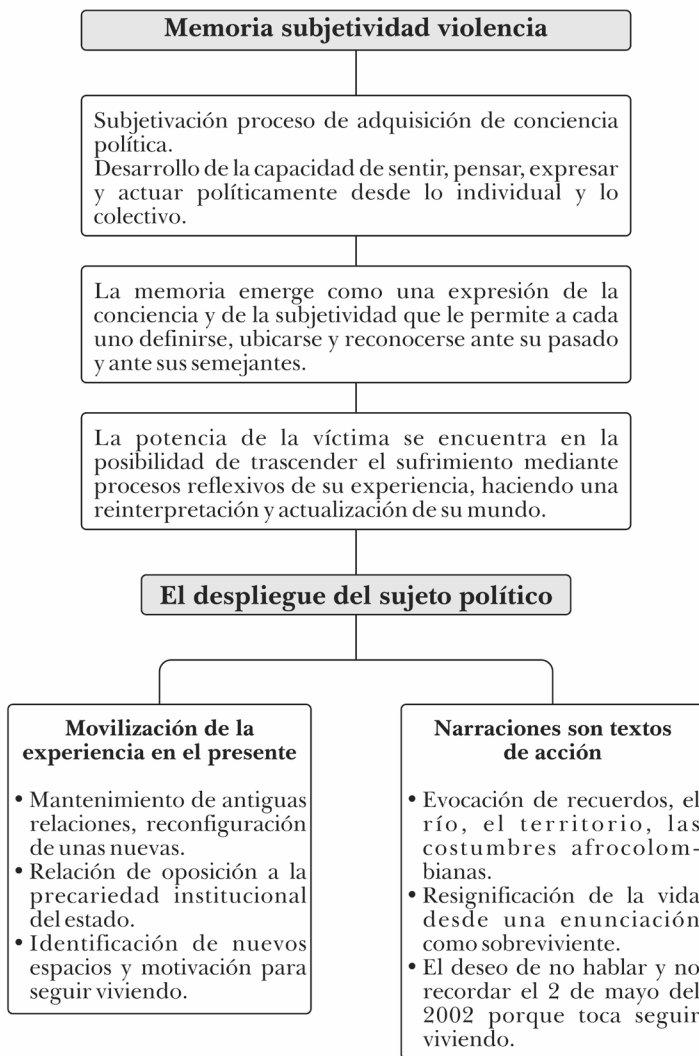 Memoria subjetividad violencia
Subjetivación proceso de adquisición de conciencia
política.
Desarrollo de la capacidad de sentir, pensar, expresar
y actuar políticamente desde lo individual y lo
colectivo.
La memoria emerge como una expresión de la
conciencia y de la subjetividad que le permite a cada
uno definirse, ubicarse y reconocerse ante su pasado
y ante sus semejantes.
La potencia de la víctima se encuentra en la
posibilidad de trascender el sufrimiento mediante
procesos reflexivos de su experiencia, haciendo una
reinterpretación y actualización de su mundo.
El despliegue del sujeto político
Movilización de la
experiencia en el presente
• Mantenimiento de antiguas
relaciones, reconfiguración
de unas nuevas.
• Relación de oposición a la
precariedad institucional
del estado.
• Identificación de nuevos
espacios y motivación para
seguir viviendo.
Narraciones son textos
de acción
• Evocación de recuerdos, el
río, el territorio, las
costumbres afrocolom-
bianas.
• Resignificación de la vida
desde una enunciación
como sobreviviente.
• El deseo de no hablar y no
recordar el 2 de mayo del
2002 porque toca seguir
viviendo.